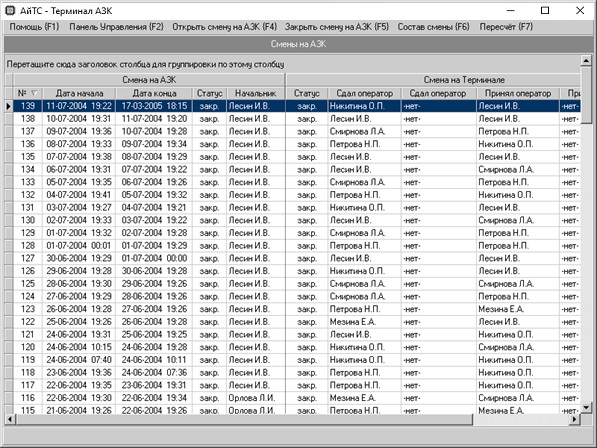 АйТС - Терминал АЗК
Помощь (F1) Панель Управления (F2) Открыть смену на АЗК (F4) Закрыть смену на АЗК (F5) Состав смены (F6) Пересчёт (F7)
Смены на АЗК
Перетащите сюда заголовок столбца для группировки по этому столбцу
Смена на АЗК Смена на Терминале
№ Дата начала Дата конца Статус Начальник Статус Сдал оператор Сдал оператор Принял оператор При
139 11-07-2004 19:22 17-03-2005 18:15 закр. Лесин И.В. закр. Никитина О.П. -нет- Лесин И.В. -нет-
138 10-07-2004 19:31 11-07-2004 19:20 закр. Лесин И.В. закр. Лесин И.В. -нет- Смирнова Л.А. -нет-
137 09-07-2004 19:36 10-07-2004 19:28 закр. Лесин И.В. закр. Смирнова Л.А. -нет- Петрова Н.П. -нет-
136 08-07-2004 19:33 09-07-2004 19:34 закр. Лесин И.В. закр. Петрова Н.П. -нет- Никитина О.П. -нет-
135 07-07-2004 19:38 08-07-2004 19:29 закр. Лесин И.В. закр. Никитина О.П. -нет- Лесин И.В. -нет-
134 06-07-2004 19:31 07-07-2004 19:22 закр. Лесин И.В. закр. Лесин И.В. -нет- Смирнова Л.А. -нет-
133 05-07-2004 19:35 06-07-2004 19:26 закр. Лесин И.В. закр. Смирнова Л.А. -нет- Петрова Н.П. -нет-
132 04-07-2004 19:41 05-07-2004 19:32 закр. Лесин И.В. закр. Петрова Н.П. -нет- Никитина О.П. -нет-
131 03-07-2004 19:27 04-07-2004 19:21 закр. Лесин И.В. закр. Никитина О.П. -нет- Лесин И.В. -нет-
130 02-07-2004 19:33 03-07-2004 19:22 закр. Лесин И.В. закр. Лесин И.В. -нет- Смирнова Л.А. -нет-
129 01-07-2004 19:32 02-07-2004 19:28 закр. Лесин И.В. закр. Смирнова Л.А. -нет- Петрова Н.П. -нет-
128 01-07-2004 00:01 01-07-2004 19:29 закр. Лесин И.В. закр. Петрова Н.П. -нет- Никитина О.П. -нет-
127 30-06-2004 19:29 01-07-2004 00:00 закр. Лесин И.В. закр. Петрова Н.П. -нет- Лесин И.В. -нет-
126 29-06-2004 19:28 30-06-2004 19:28 закр. Лесин И.В. закр. Никитина О.П. -нет- Никитина О.П. -нет-
125 28-06-2004 19:30 29-06-2004 19:26 закр. Лесин И.В. закр. Смирнова Л.А. -нет- Смирнова Л.А. -нет-
124 27-06-2004 19:29 28-06-2004 19:26 закр. Лесин И.В. закр. Смирнова Л.А. -нет- Петрова Н.П. -нет-
123 26-06-2004 19:28 27-06-2004 19:26 закр. Лесин И.В. закр. Петрова Н.П. -нет- Мезина Е.А. -нет-
122 25-06-2004 19:26 26-06-2004 19:28 закр. Лесин И.В. закр. Мезина Е.А. -нет- Лесин И.В. -нет-
121 24-06-2004 19:31 25-06-2004 19:25 закр. Лесин И.В. закр. Никитина О.П. -нет- Никитина О.П. -нет-
120 24-06-2004 10:15 24-06-2004 19:28 закр. Лесин И.В. закр. Никитина О.П. -нет- Смирнова Л.А. -нет-
119 24-06-2004 07:40 24-06-2004 10:11 закр. Лесин И.В. закр. Никитина О.П. -нет- Никитина О.П. -нет-
118 23-06-2004 19:36 24-06-2004 07:36 закр. Лесин И.В. закр. Петрова Н.П. -нет- Никитина О.П. -нет-
117 22-06-2004 19:35 23-06-2004 19:31 закр. Лесин И.В. закр. Петрова Н.П. -нет- Петрова Н.П. -нет-
116 22-06-2004 19:30 22-06-2004 19:34 закр. Орлова Л.И. закр. Мезина Е.А. -нет- Смирнова Л.А. -нет-
115 21-06-2004 19:26 22-06-2004 19:26 закр. Орлова Л.И. закр. Смирнова Л.А. -нет- Мезина Е.А. -нет-